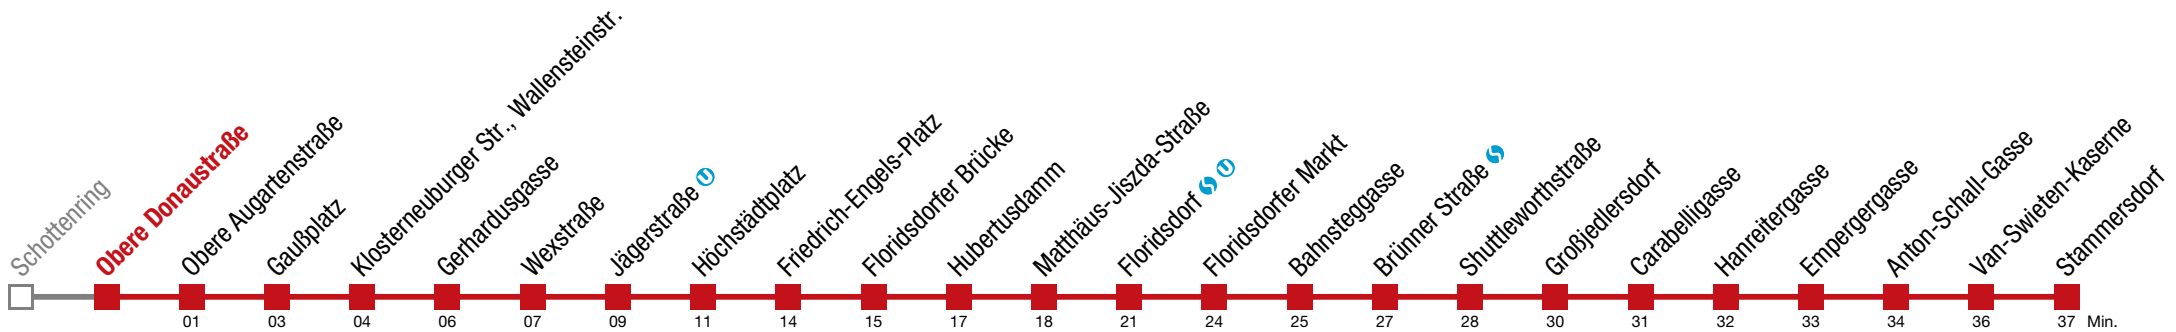 Schottenring
Obere Donaustraße
Obere Augartenstraße
Gaußplatz
Klosterneuburger Str., Wallensteinstr.
Gerhardusgasse
Wexstraße
Jägerstraße U
Höchstädtplatz
Friedrich-Engels-Platz
Floridsdorfer Brücke
Hubertusdamm
Matthäus-Jiszda-Straße
Floridsdorf S U
Floridsdorfer Markt
Bahnsteggasse
Brünner Straße S
Shuttleworthstraße
Großjedlersdorf
Carabelligasse
Hanreitergasse
Empergergasse
Anton-Schall-Gasse
Van-Swieten-Kaserne
Stammersdorf
01 03 04 06 07 09 11 14 15 17 18 21 24 25 27 28 30 31 32 33 34 36 37 Min.